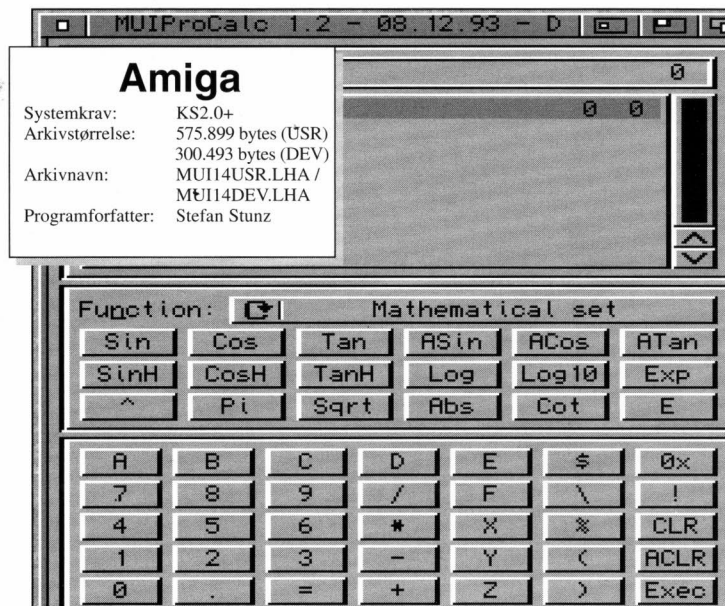 MUIProCalc 1.2 - 08.12.93 - D
Amiga
Systemkrav: KS2.0+
Arkivstørrelse: 575.899 bytes (USR)
300.493 bytes (DEV)
Arkivnavn: MUI14USR.LHA /
MUI14DEV.LHA
Programforfatter: Stefan Stunz
0
0 0
Function: Mathematical set
Sin Cos Tan ASin ACos ATan
SinH CosH TanH Log Log10 Exp
^ Pi Sqrt Abs Cot E
A B C D E $ 0x
7 8 9 / F \ !
4 5 6 * X % CLR
1 2 3 - Y ( ACLR
0 . = + Z ) Exec